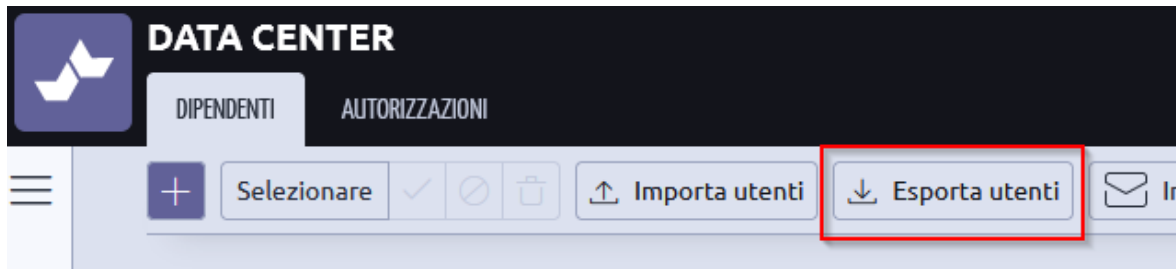 DATA CENTER
DIPENDENTI AUTORIZZAZIONI
Selezionare Importa utenti Esporta utenti